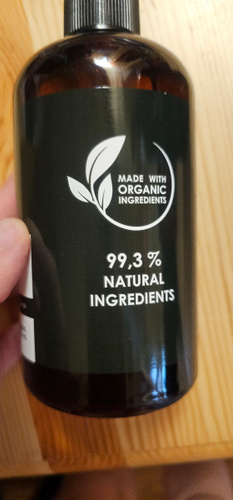 MADE WITH
ORGANIC
INGREDIENTS
99,3 %
NATURAL
INGREDIENTS